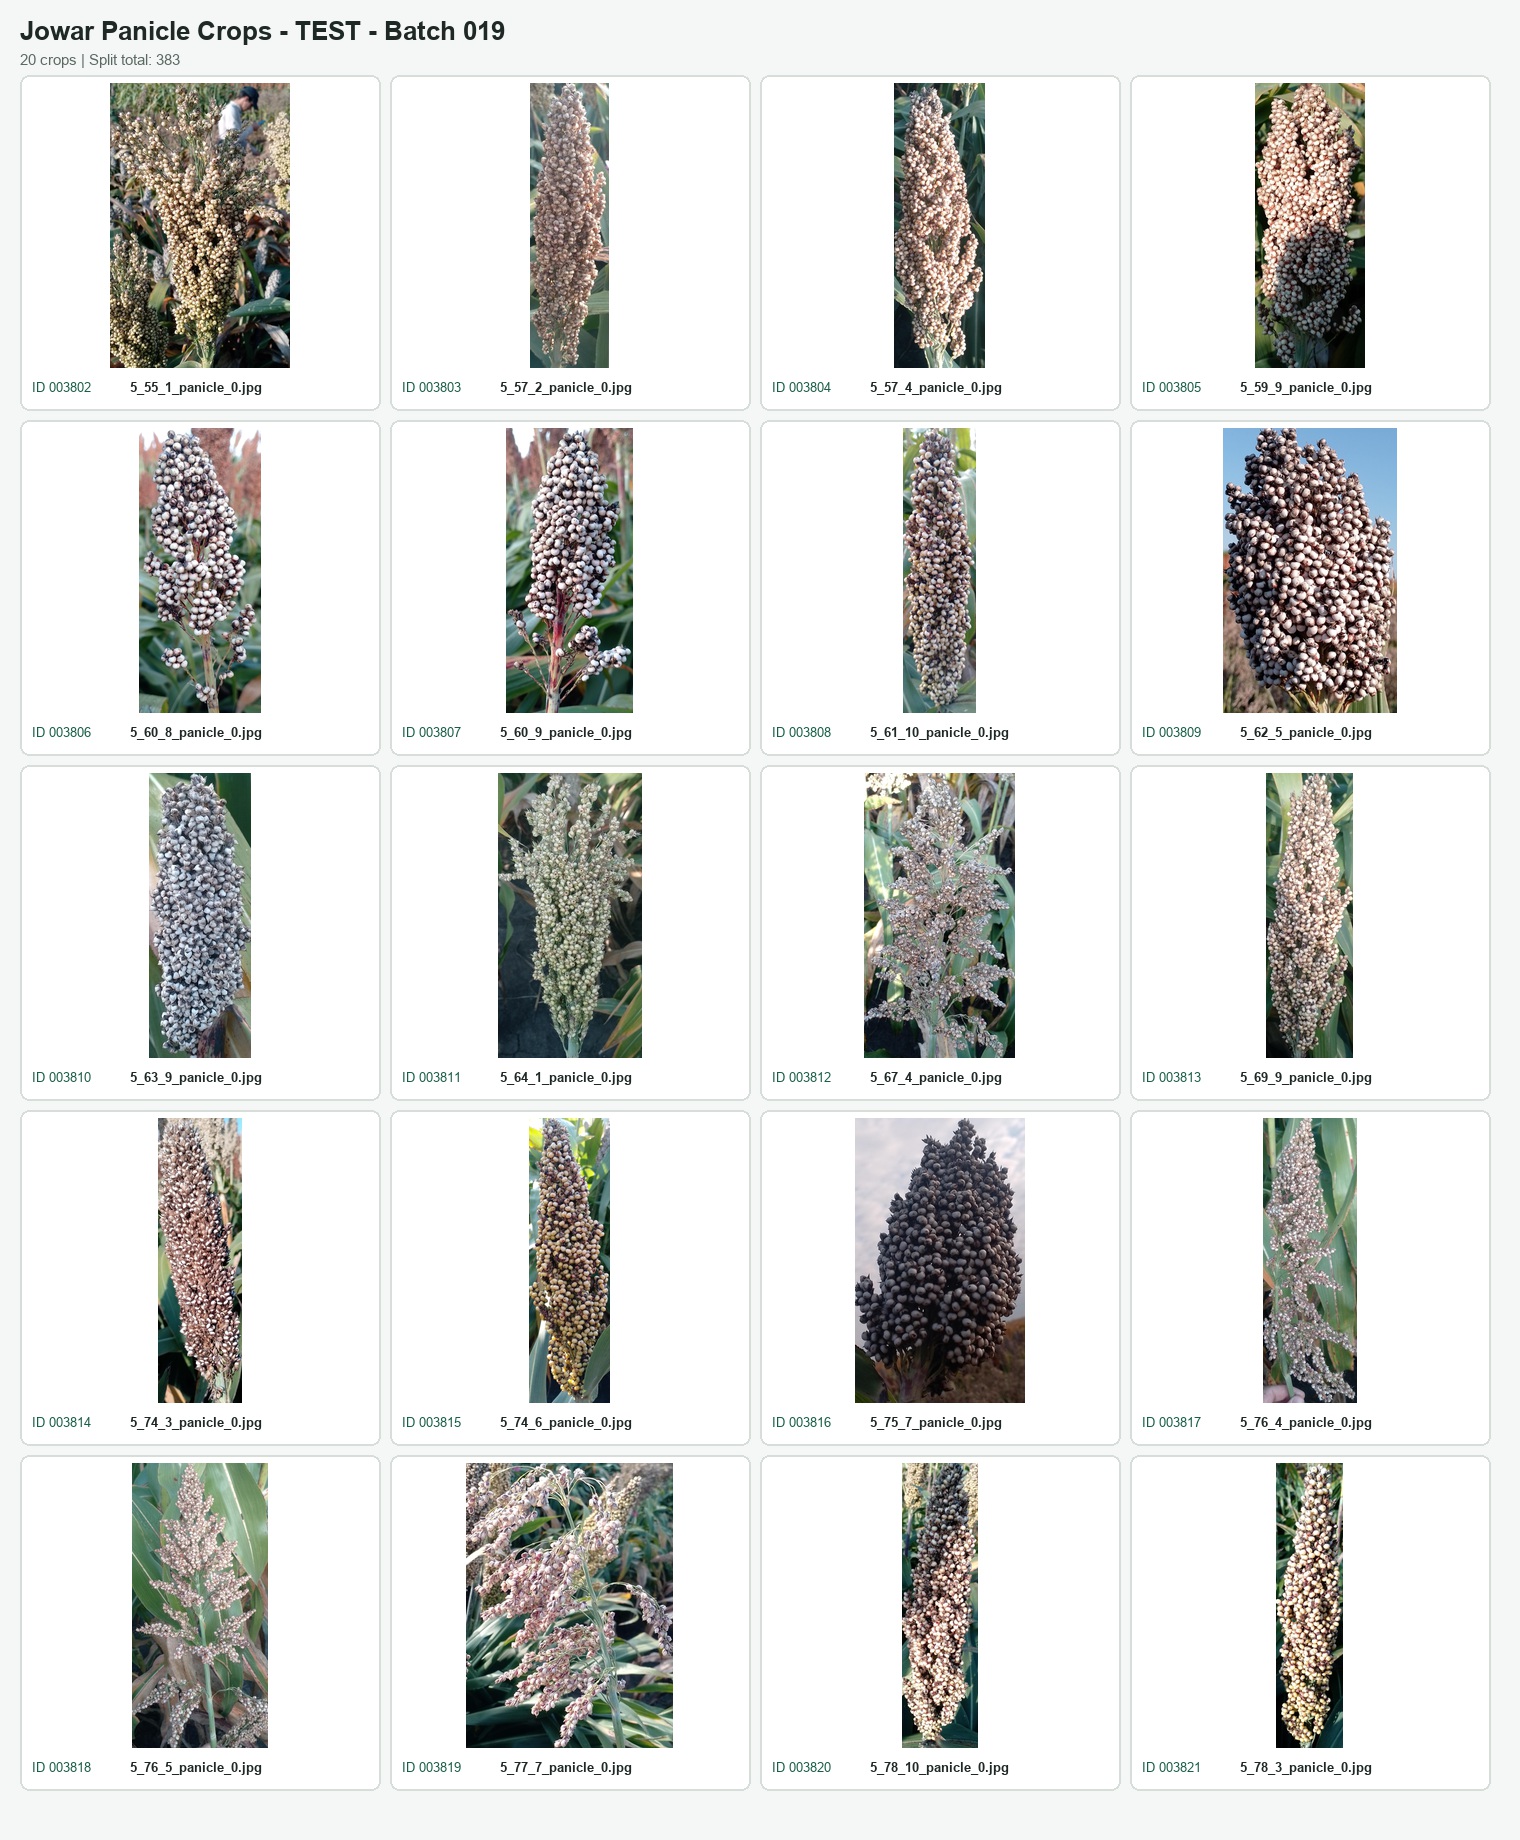 Jowar Panicle Crops - TEST - Batch 019
20 crops | Split total: 383
ID 003802 5_55_1_panicle_0.jpg
ID 003803 5_57_2_panicle_0.jpg
ID 003804 5_57_4_panicle_0.jpg
ID 003805 5_59_9_panicle_0.jpg
ID 003806 5_60_8_panicle_0.jpg
ID 003807 5_60_9_panicle_0.jpg
ID 003808 5_61_10_panicle_0.jpg
ID 003809 5_62_5_panicle_0.jpg
ID 003810 5_63_9_panicle_0.jpg
ID 003811 5_64_1_panicle_0.jpg
ID 003812 5_67_4_panicle_0.jpg
ID 003813 5_69_9_panicle_0.jpg
ID 003814 5_74_3_panicle_0.jpg
ID 003815 5_74_6_panicle_0.jpg
ID 003816 5_75_7_panicle_0.jpg
ID 003817 5_76_4_panicle_0.jpg
ID 003818 5_76_5_panicle_0.jpg
ID 003819 5_77_7_panicle_0.jpg
ID 003820 5_78_10_panicle_0.jpg
ID 003821 5_78_3_panicle_0.jpg